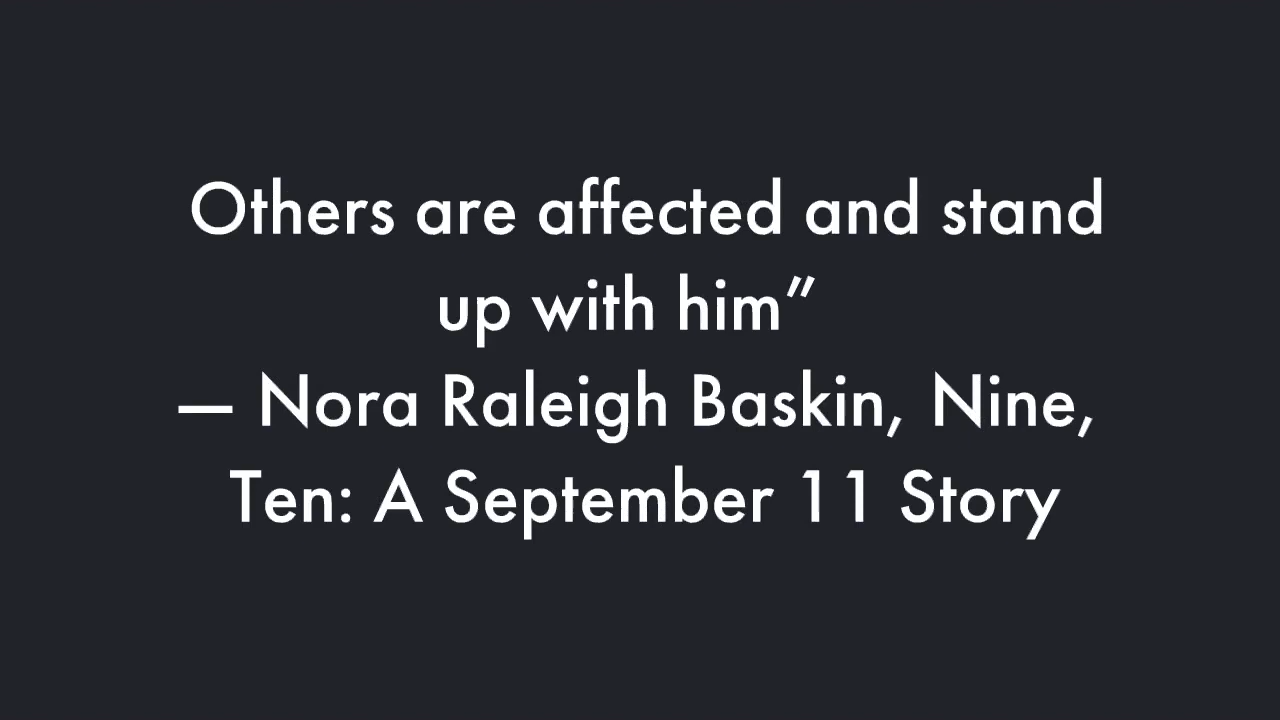 Others are affected and stand
up with him”
— Nora Raleigh Baskin, Nine,
Ten: A September 11 Story